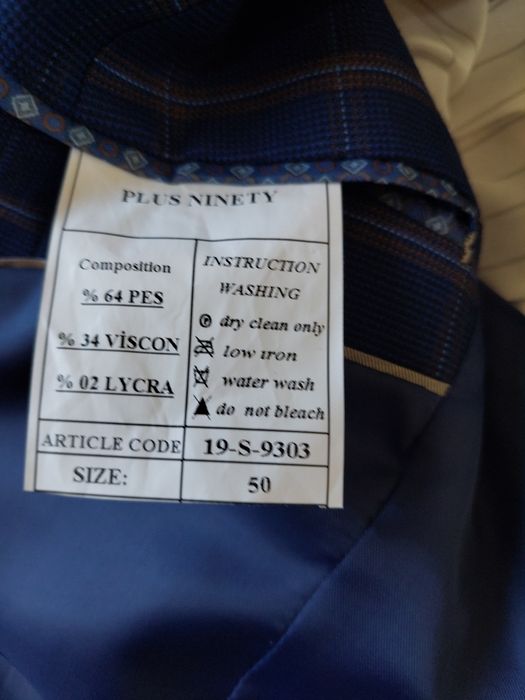 PLUS NINETY
Composition
% 64 PES
% 34 VİSCON
% 02 LYCRA
INSTRUCTION
WASHING
dry clean only
low ıron
water wash
do not bleach
ARTICLE CODE 19-S-9303
SIZE: 50